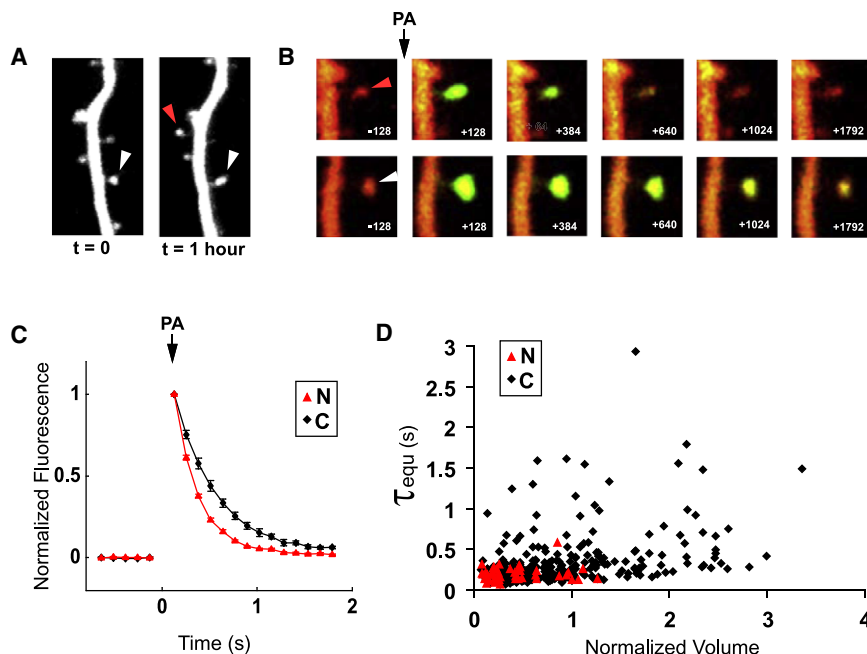 A
t = 0
t = 1 hour
PA
B
-128
+128
+384
+640
+1024
+1792
-128
+128
+384
+640
+1024
+1792
C
PA
Normalized Fluorescence
1
0.5
0
0
1
2
Time (s)
N
C
D
τequ (s)
3
2.5
2
1.5
1
0.5
0
0
1
2
3
4
Normalized Volume
N
C